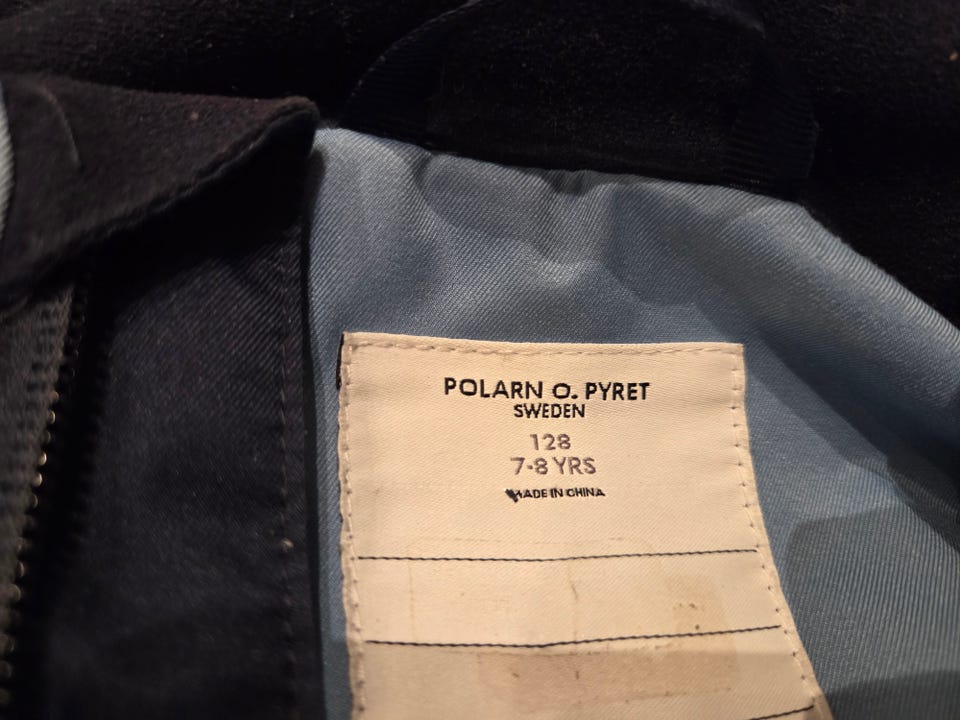 POLARN O. PYRET
SWEDEN
128
7-8 YRS
MADE IN CHINA